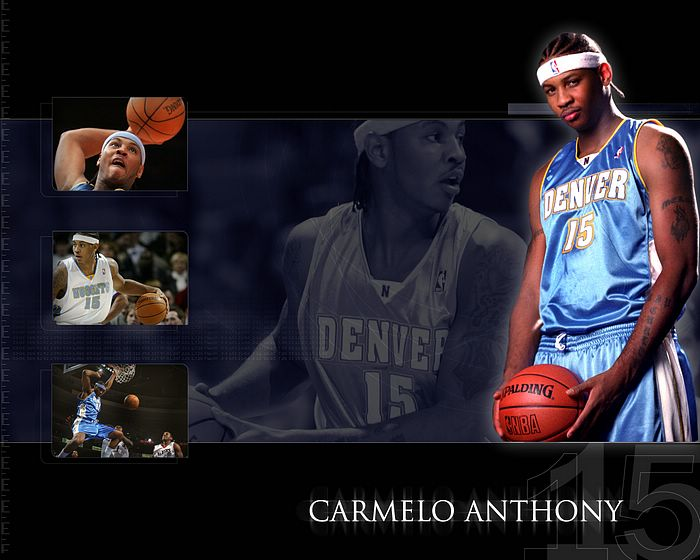 DENVER
15
NUGGETS
15
DENVER
15
SPALDING.
NBA
CARMELO ANTHONY
15